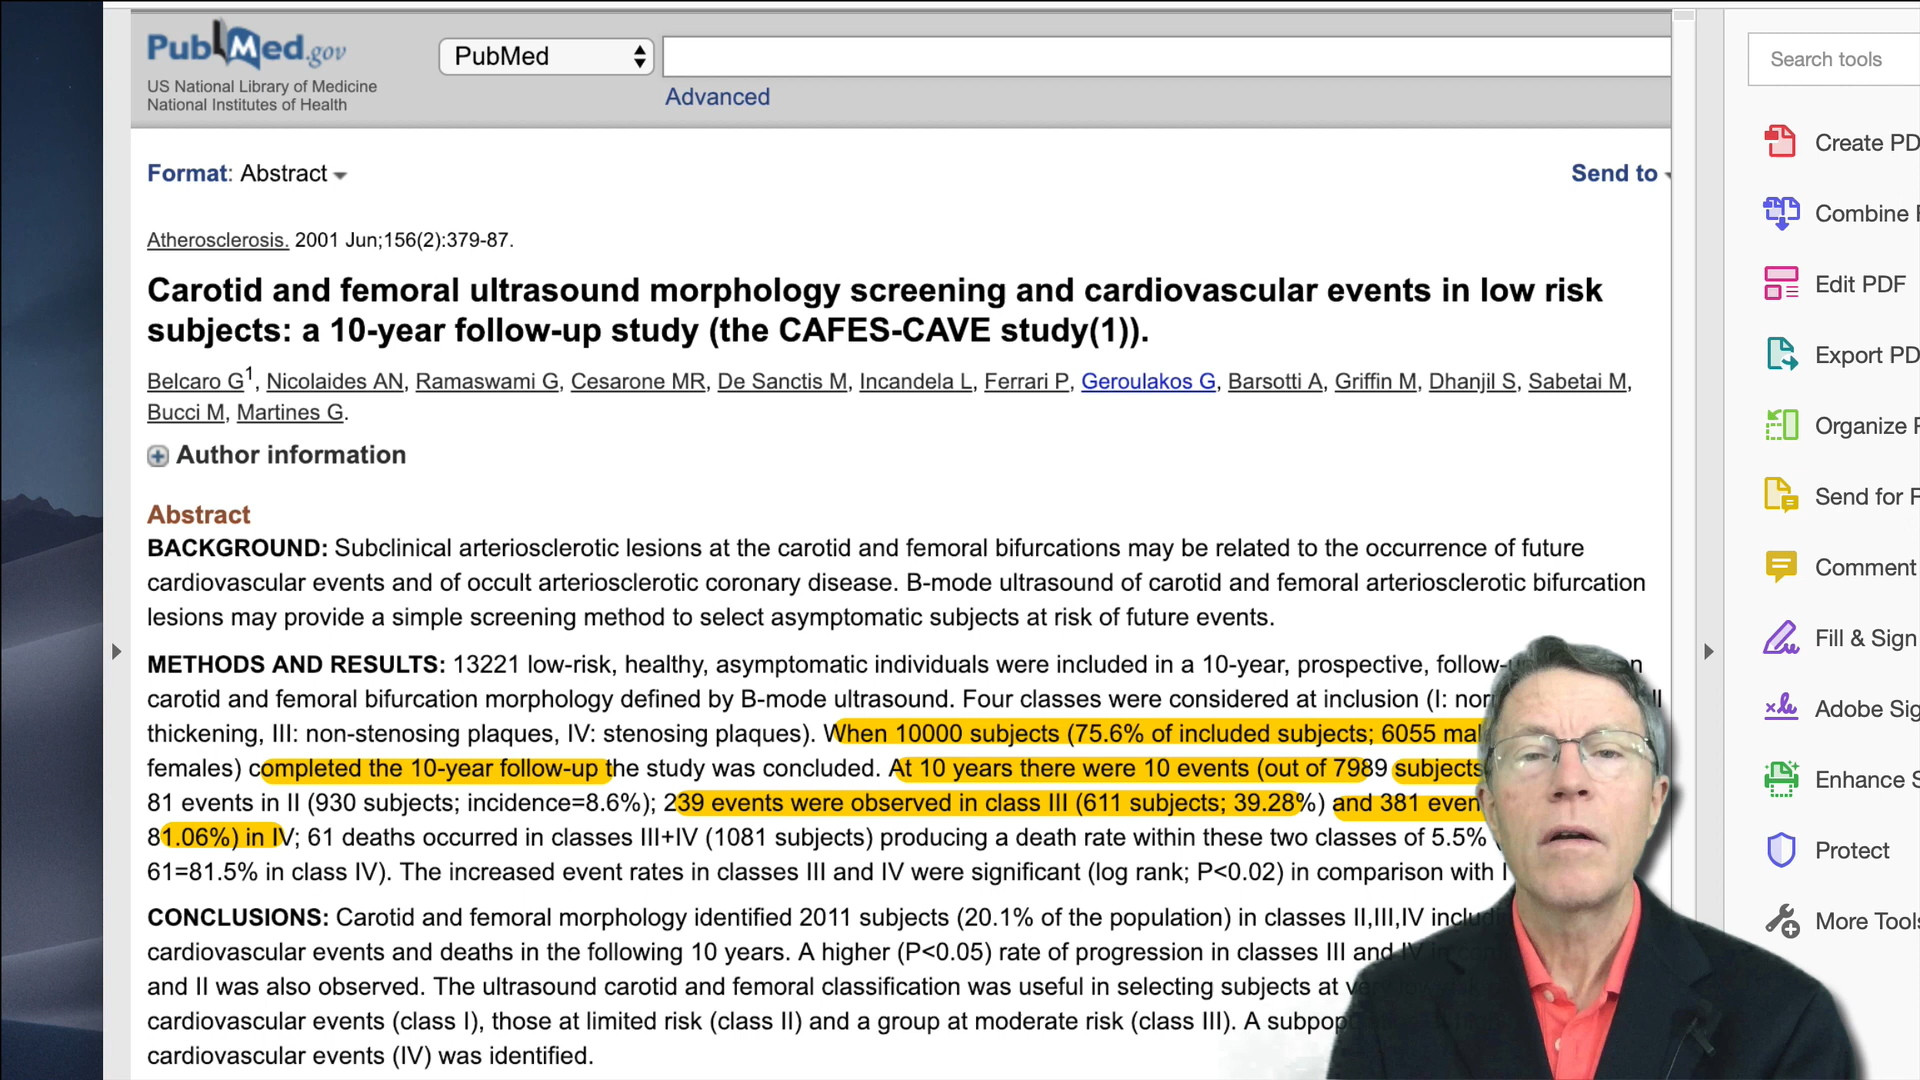 PubMed.gov
US National Library of Medicine
National Institutes of Health
PubMed
Advanced
Search tools
Format: Abstract
Send to
Atherosclerosis. 2001 Jun;156(2):379-87.
Carotid and femoral ultrasound morphology screening and cardiovascular events in low risk
subjects: a 10-year follow-up study (the CAFES-CAVE study(1)).
Belcaro G1, Nicolaides AN, Ramaswami G, Cesarone MR, De Sanctis M, Incandela L, Ferrari P, Geroulakos G, Barsotti A, Griffin M, Dhanjil S, Sabetai M,
Bucci M, Martines G.
Author information
Abstract
BACKGROUND: Subclinical arteriosclerotic lesions at the carotid and femoral bifurcations may be related to the occurrence of future
cardiovascular events and of occult arteriosclerotic coronary disease. B-mode ultrasound of carotid and femoral arteriosclerotic bifurcation
lesions may provide a simple screening method to select asymptomatic subjects at risk of future events.
METHODS AND RESULTS: 13221 low-risk, healthy, asymptomatic individuals were included in a 10-year, prospective, follow-
carotid and femoral bifurcation morphology defined by B-mode ultrasound. Four classes were considered at inclusion (I:
thickening, III: non-stenosing plaques, IV: stenosing plaques). When 10000 subjects (75.6% of included subjects; 6055
females) completed the 10-year follow-up the study was concluded. At 10 years there were 10 events (out of 7989 subjects
81 events in II (930 subjects; incidence=8.6%); 239 events were observed in class III (611 subjects; 39.28%) and 381
81.06%) in IV; 61 deaths occurred in classes III+IV (1081 subjects) producing a death rate within these two classes of 5.5%
61=81.5% in class IV). The increased event rates in classes III and IV were significant (log rank; P<0.02) in comparison with
CONCLUSIONS: Carotid and femoral morphology identified 2011 subjects (20.1% of the population) in classes II,III,IV
cardiovascular events and deaths in the following 10 years. A higher (P<0.05) rate of progression in classes III and IV in
and II was also observed. The ultrasound carotid and femoral classification was useful in selecting subjects at
cardiovascular events (class I), those at limited risk (class II) and a group at moderate risk (class III). A
cardiovascular events (IV) was identified.
Create PD
Combine
Edit PDF
Export PD
Organize
Send for
Comment
Fill & Sign
Adobe Sig
Enhance S
Protect
More Tools